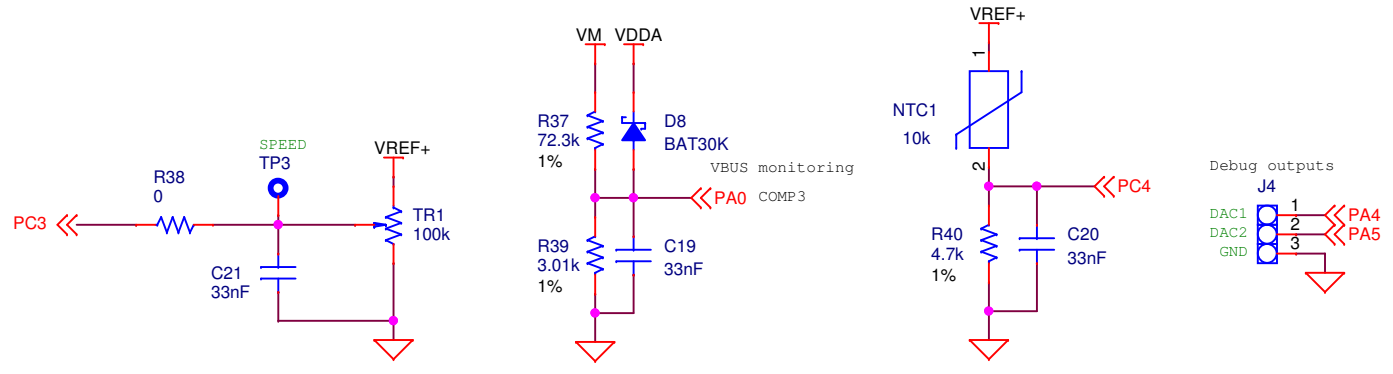 SPEED
TP3
VREF+
R38
0
PC3
TR1
100k
C21
33nF
VM
VDDA
R37
72.3k
1%
D8
BAT30K
VBUS monitoring
PA0
COMP3
R39
3.01k
1%
C19
33nF
VREF+
1
NTC1
10k
2
PC4
R40
4.7k
1%
C20
33nF
Debug outputs
J4
DAC1
1
PA4
DAC2
2
PA5
GND
3